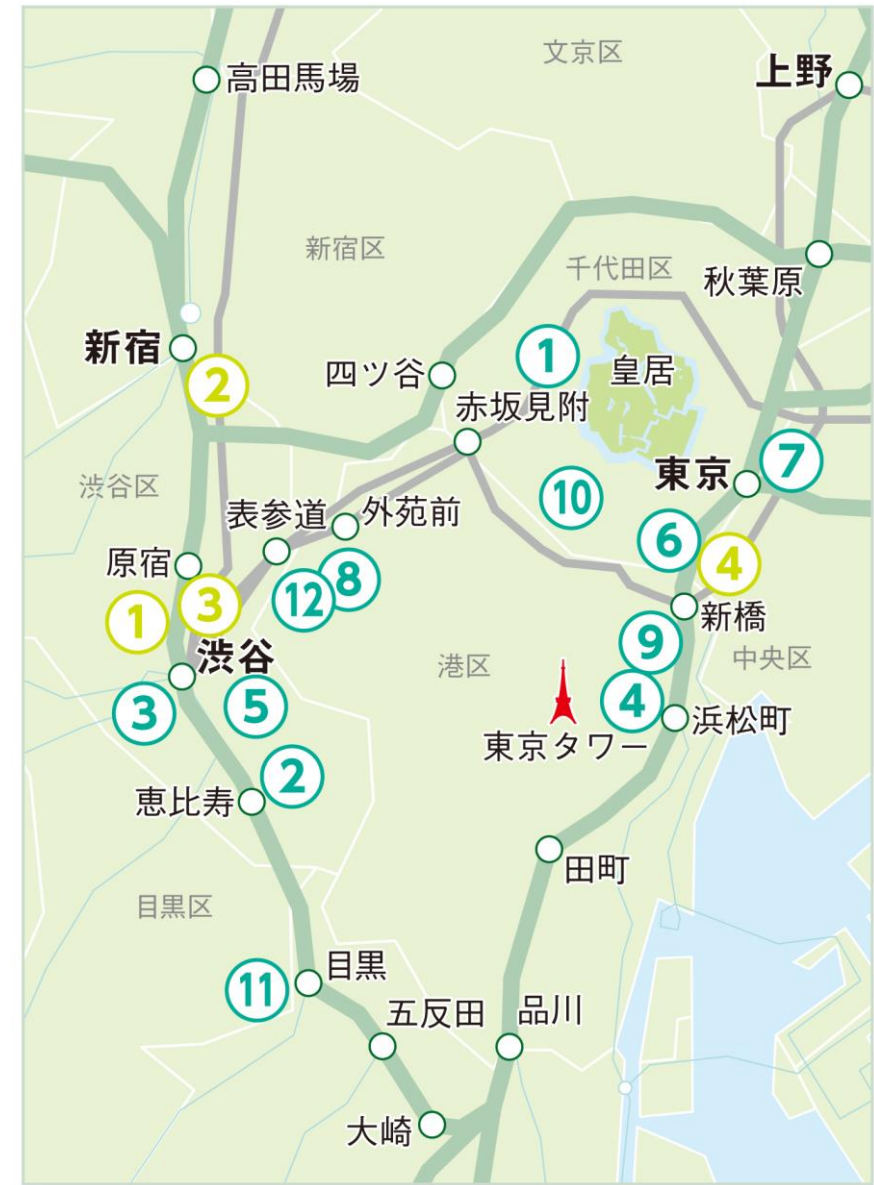 文京区
上野
高田馬場
新宿区
千代田区
秋葉原
新宿
2
四ツ谷
1
皇居
赤坂見附
渋谷区
東京
7
10
表参道
外苑前
6
4
原宿
12
8
1
3
新橋
渋谷
9
港区
中央区
3
5
4
浜松町
東京タワー
2
恵比寿
田町
目黒区
11
目黒
五反田
品川
大崎